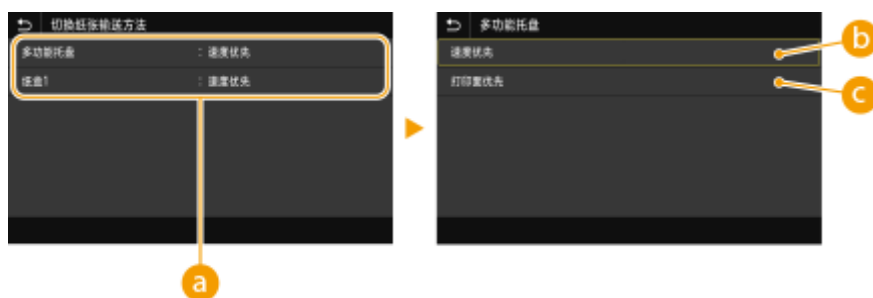 切换纸张输送方法
多功能托盘 : 速度优先
纸盒1 : 速度优先
a
多功能托盘
速度优先
b
打印面优先
c